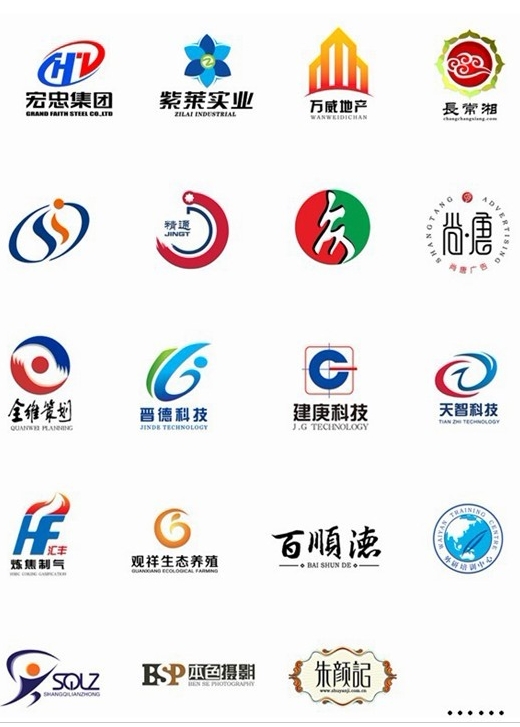 宏忠集团
GRAND FAITH STEEL CO.,LTD
紫莱实业
ZILAI INDUSTRIAL
万威地产
WANWEIDICHAN
長常湘
changchangxiang.com
精通
JINGT
SHANGTANG ADVERTISING
尚·唐
尚唐广告
全维策划
QUANWEI PLANNING
晋德科技
JINDE TECHNOLOGY
建庚科技
J.G TECHNOLOGY
天智科技
TIAN ZHI TECHNOLOGY
HF
汇丰
炼焦制气
观祥生态养殖
GUANXIANG ECOLOGICAL FARMING
百順德
BAI SHUN DE
WAIYAN TRAINING CENTRE
外研培训中心
SQLZ
SHANGQILIANZHONG
BSP 本色摄影
BEN SE PHOTOGRAPHY
朱颜記
www.zhuyanji.com.cn
......